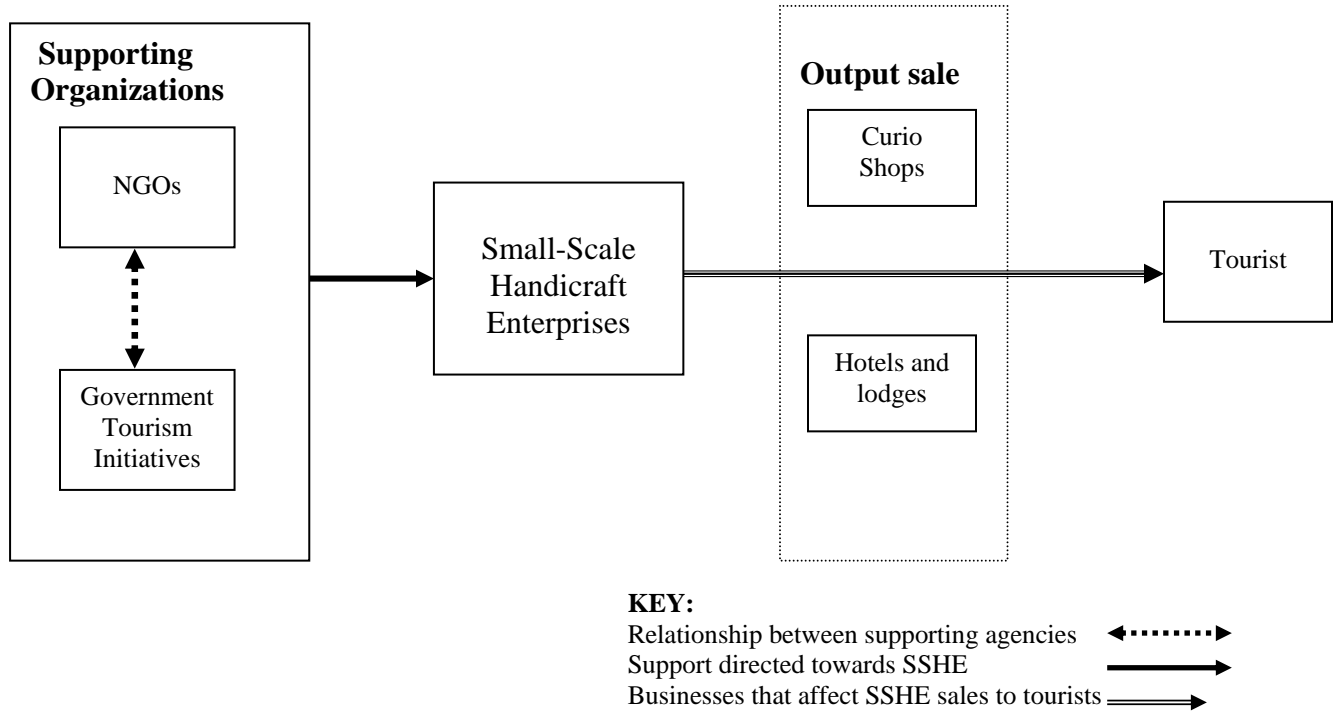 Supporting
Organizations
NGOs
Government
Tourism
Initiatives
Small-Scale
Handicraft
Enterprises
Output sale
Curio
Shops
Hotels and
lodges
Tourist
KEY:
Relationship between supporting agencies
Support directed towards SSHE
Businesses that affect SSHE sales to tourists